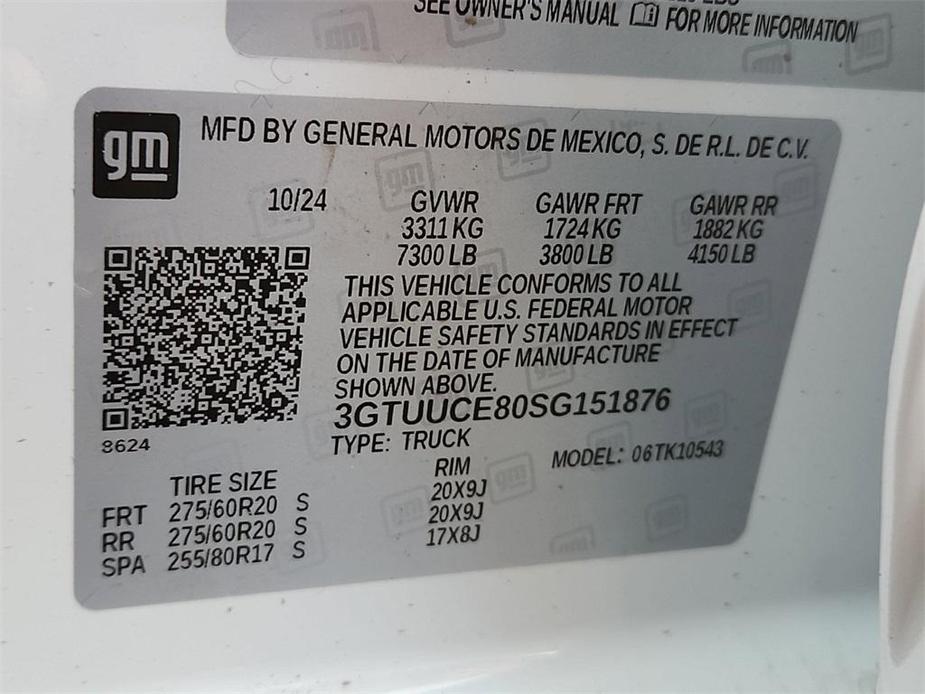 SEE OWNER'S MANUAL FOR MORE INFORMATION
gm MFD BY GENERAL MOTORS DE MEXICO, S. DE R.L. DE C.V.
10/24 GVWR GAWR FRT GAWR RR
3311 KG 1724 KG 1882 KG
7300 LB 3800 LB 4150 LB
THIS VEHICLE CONFORMS TO ALL
APPLICABLE U.S. FEDERAL MOTOR
VEHICLE SAFETY STANDARDS IN EFFECT
ON THE DATE OF MANUFACTURE
SHOWN ABOVE.
3GTUUCE80SG151876
8624 TYPE: TRUCK MODEL: 06TK10543
TIRE SIZE RIM
FRT 275/60R20 S 20X9J
RR 275/60R20 S 20X9J
SPA 255/80R17 S 17X8J